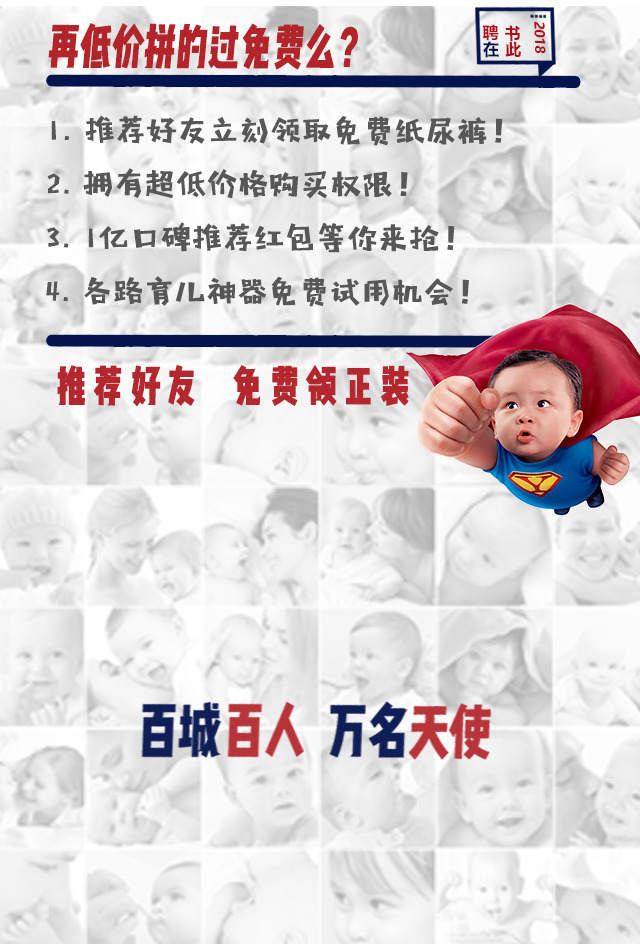 再低价拼的过免费么?
聘书
在此
2018
1. 推荐好友立刻领取免费纸尿裤!
2. 拥有超低价格购买权限!
3. 1亿口碑推荐红包等你来抢!
4. 各路育儿神器免费试用机会!
推荐好友 免费领正装
百城百人 万名天使